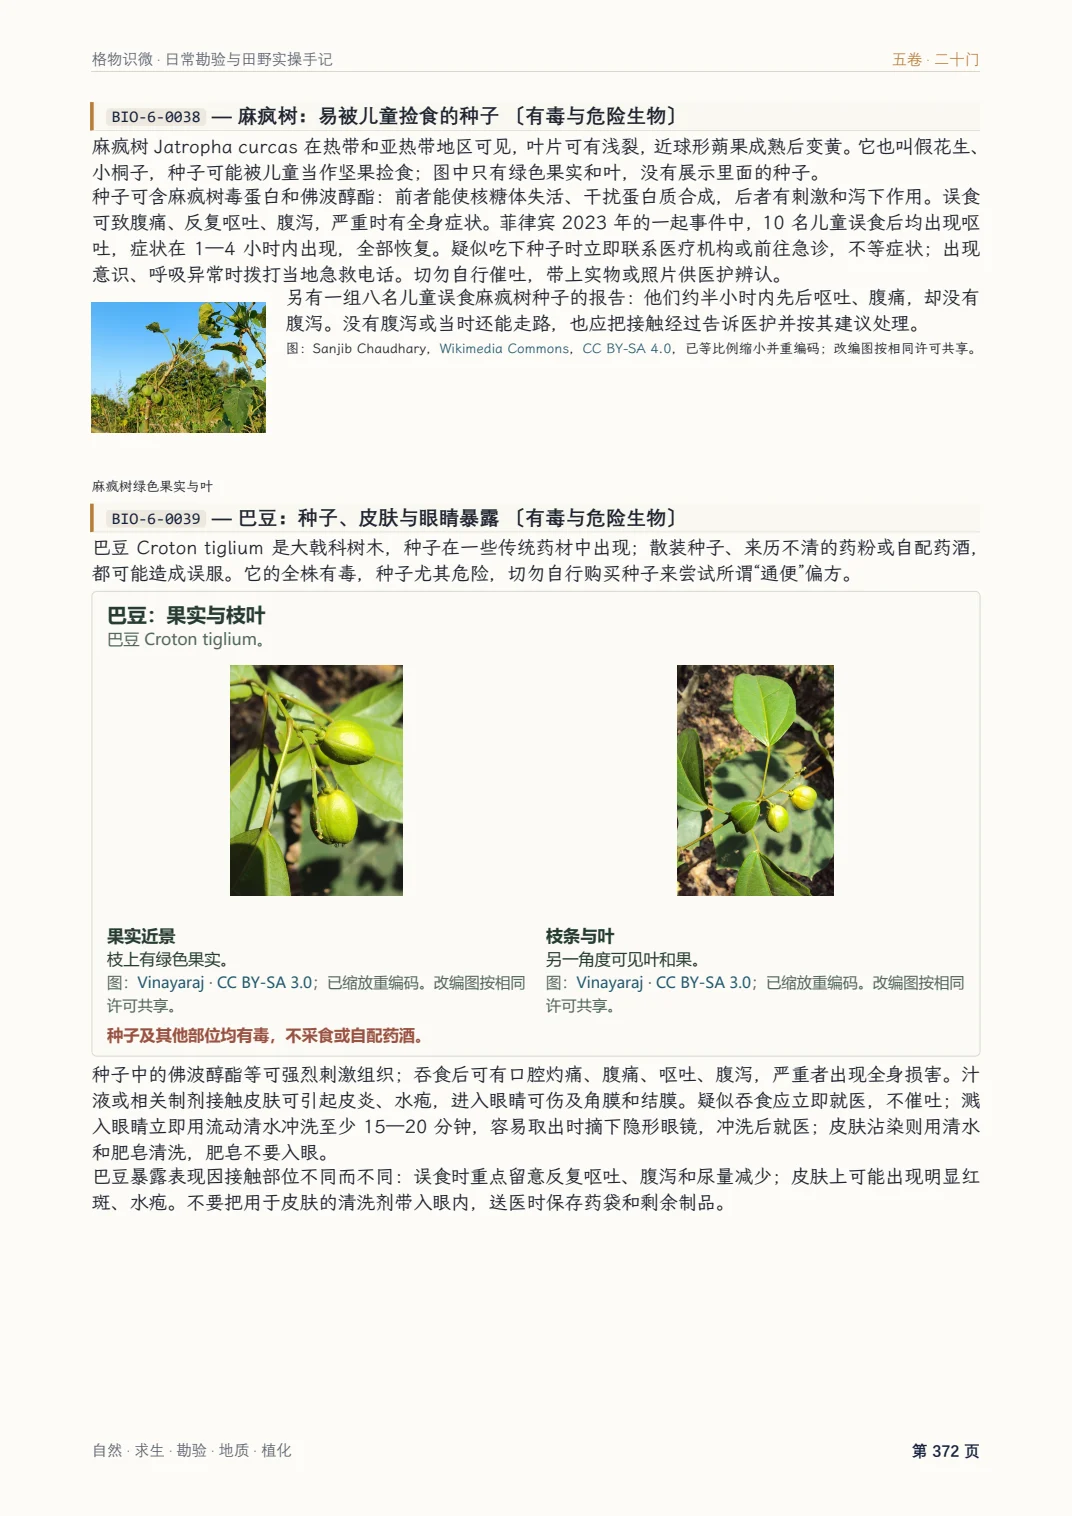 格物识微 · 日常勘验与田野实操手记
五卷 · 二十门
BIO-6-0038 — 麻疯树：易被儿童捡食的种子 〔有毒与危险生物〕
麻疯树 Jatropha curcas 在热带和亚热带地区可见，叶片可有浅裂，近球形蒴果成熟后变黄。它也叫假花生、
小桐子，种子可能被儿童当作坚果捡食；图中只有绿色果实和叶，没有展示里面的种子。
种子可含麻疯树毒蛋白和佛波醇酯：前者能使核糖体失活、干扰蛋白质合成，后者有刺激和泻下作用。误食
可致腹痛、反复呕吐、腹泻，严重时有全身症状。菲律宾 2023 年的一起事件中，10 名儿童误食后均出现呕
吐，症状在 1—4 小时内出现，全部恢复。疑似吃下种子时立即联系医疗机构或前往急诊，不等症状；出现
意识、呼吸异常时拨打当地急救电话。切勿自行催吐，带上实物或照片供医护辨认。
另有一组八名儿童误食麻疯树种子的报告：他们约半小时内先后呕吐、腹痛，却没有
腹泻。没有腹泻或当时还能走路，也应把接触经过告诉医护并按其建议处理。
图：Sanjib Chaudhary，Wikimedia Commons，CC BY-SA 4.0，已等比例缩小并重编码；改编图按相同许可共享。
麻疯树绿色果实与叶
BIO-6-0039 — 巴豆：种子、皮肤与眼睛暴露 〔有毒与危险生物〕
巴豆 Croton tiglium 是大戟科树木，种子在一些传统药材中出现；散装种子、来历不清的药粉或自配药酒，
都可能造成误服。它的全株有毒，种子尤其危险，切勿自行购买种子来尝试所谓“通便”偏方。
巴豆：果实与枝叶
巴豆 Croton tiglium。
果实近景
枝上有绿色果实。
图：Vinayaraj · CC BY-SA 3.0；已缩放重编码。改编图按相同
许可共享。
枝条与叶
另一角度可见叶和果。
图：Vinayaraj · CC BY-SA 3.0；已缩放重编码。改编图按相同
许可共享。
种子及其他部位均有毒，不采食或自配药酒。
种子中的佛波醇酯等可强烈刺激组织；吞食后可有口腔灼痛、腹痛、呕吐、腹泻，严重者出现全身损害。汁
液或相关制剂接触皮肤可引起皮炎、水疱，进入眼睛可伤及角膜和结膜。疑似吞食应立即就医，不催吐；溅
入眼睛立即用流动清水冲洗至少 15—20 分钟，容易取出时摘下隐形眼镜，冲洗后就医；皮肤沾染则用清水
和肥皂清洗，肥皂不要入眼。
巴豆暴露表现因接触部位不同而不同：误食时重点留意反复呕吐、腹泻和尿量减少；皮肤上可能出现明显红
斑、水疱。不要把用于皮肤的清洗剂带入眼内，送医时保存药袋和剩余制品。
自然 · 求生 · 勘验 · 地质 · 植化
第 372 页